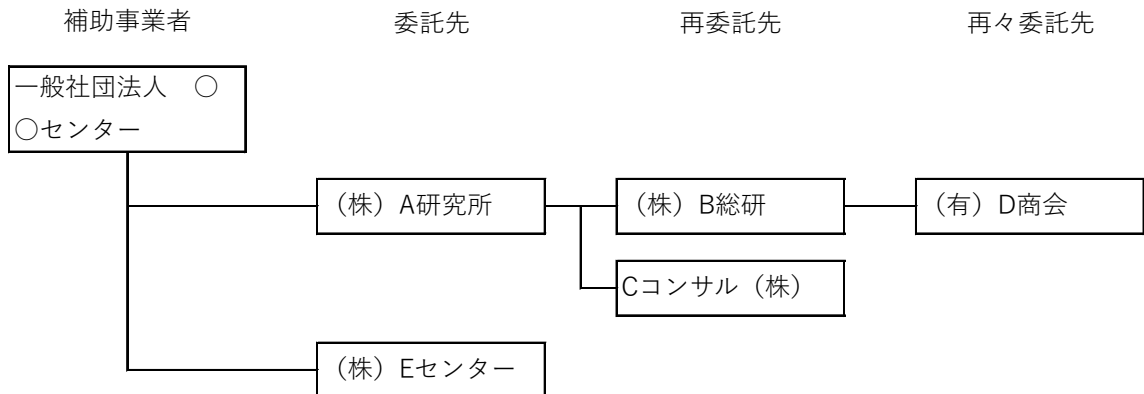 補助事業者
委託先
再委託先
再々委託先
一般社団法人　○
○センター
（株）A研究所
（株）B総研
（有）D商会
Cコンサル（株）
（株）Eセンター